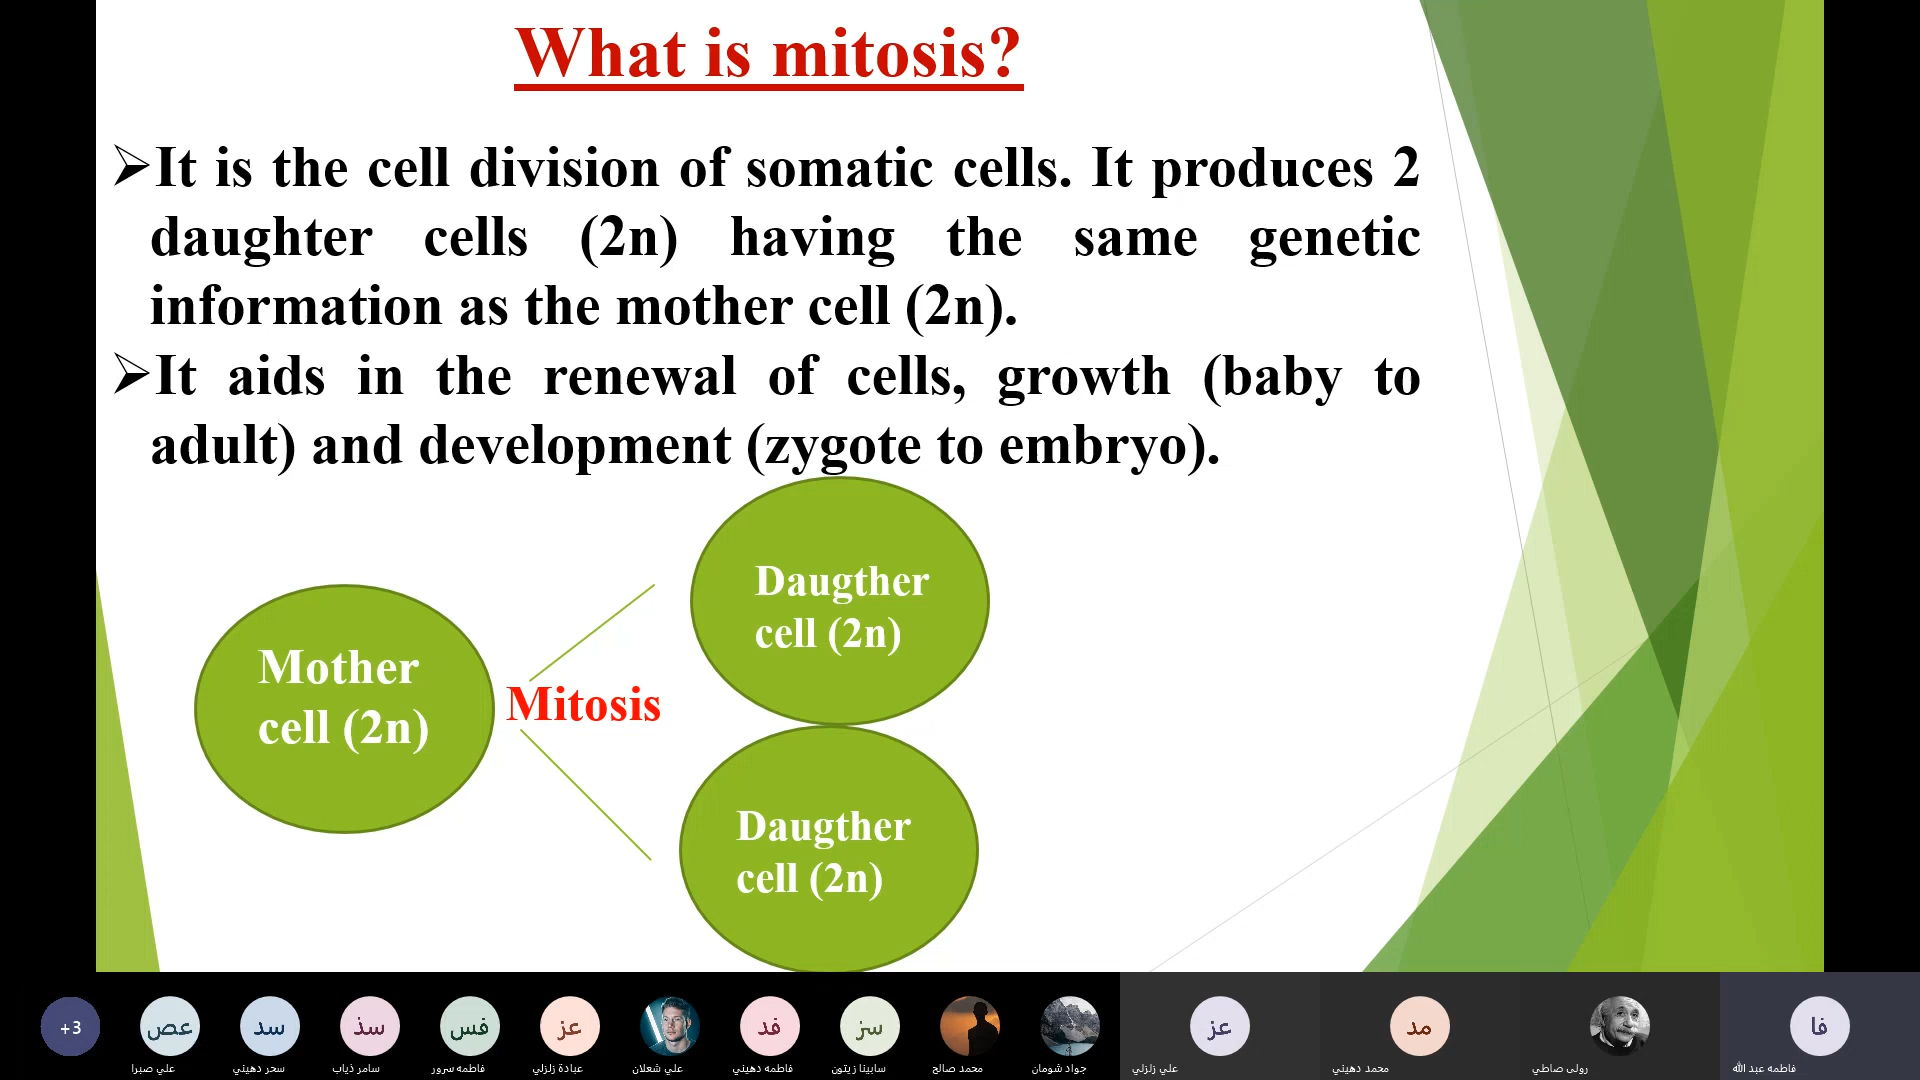 What is mitosis?
➢It is the cell division of somatic cells. It produces 2
daughter cells (2n) having the same genetic
information as the mother cell (2n).
➢It aids in the renewal of cells, growth (baby to
adult) and development (zygote to embryo).
Mother
cell (2n)
Mitosis
Daugther
cell (2n)
Daugther
cell (2n)
+3
عص
سد
سذ
فس
عز
فد
سز
عز
مد
فا
علي صبرا
سحر دهيني
سامر ذياب
فاطمه سرور
عبادة زلزلي
علي شعلان
فاطمه دهيني
سابينا زيتون
محمد صالح
جواد شومان
علي زلزلي
محمد دهيني
رولى صاطي
فاطمه عبد الله